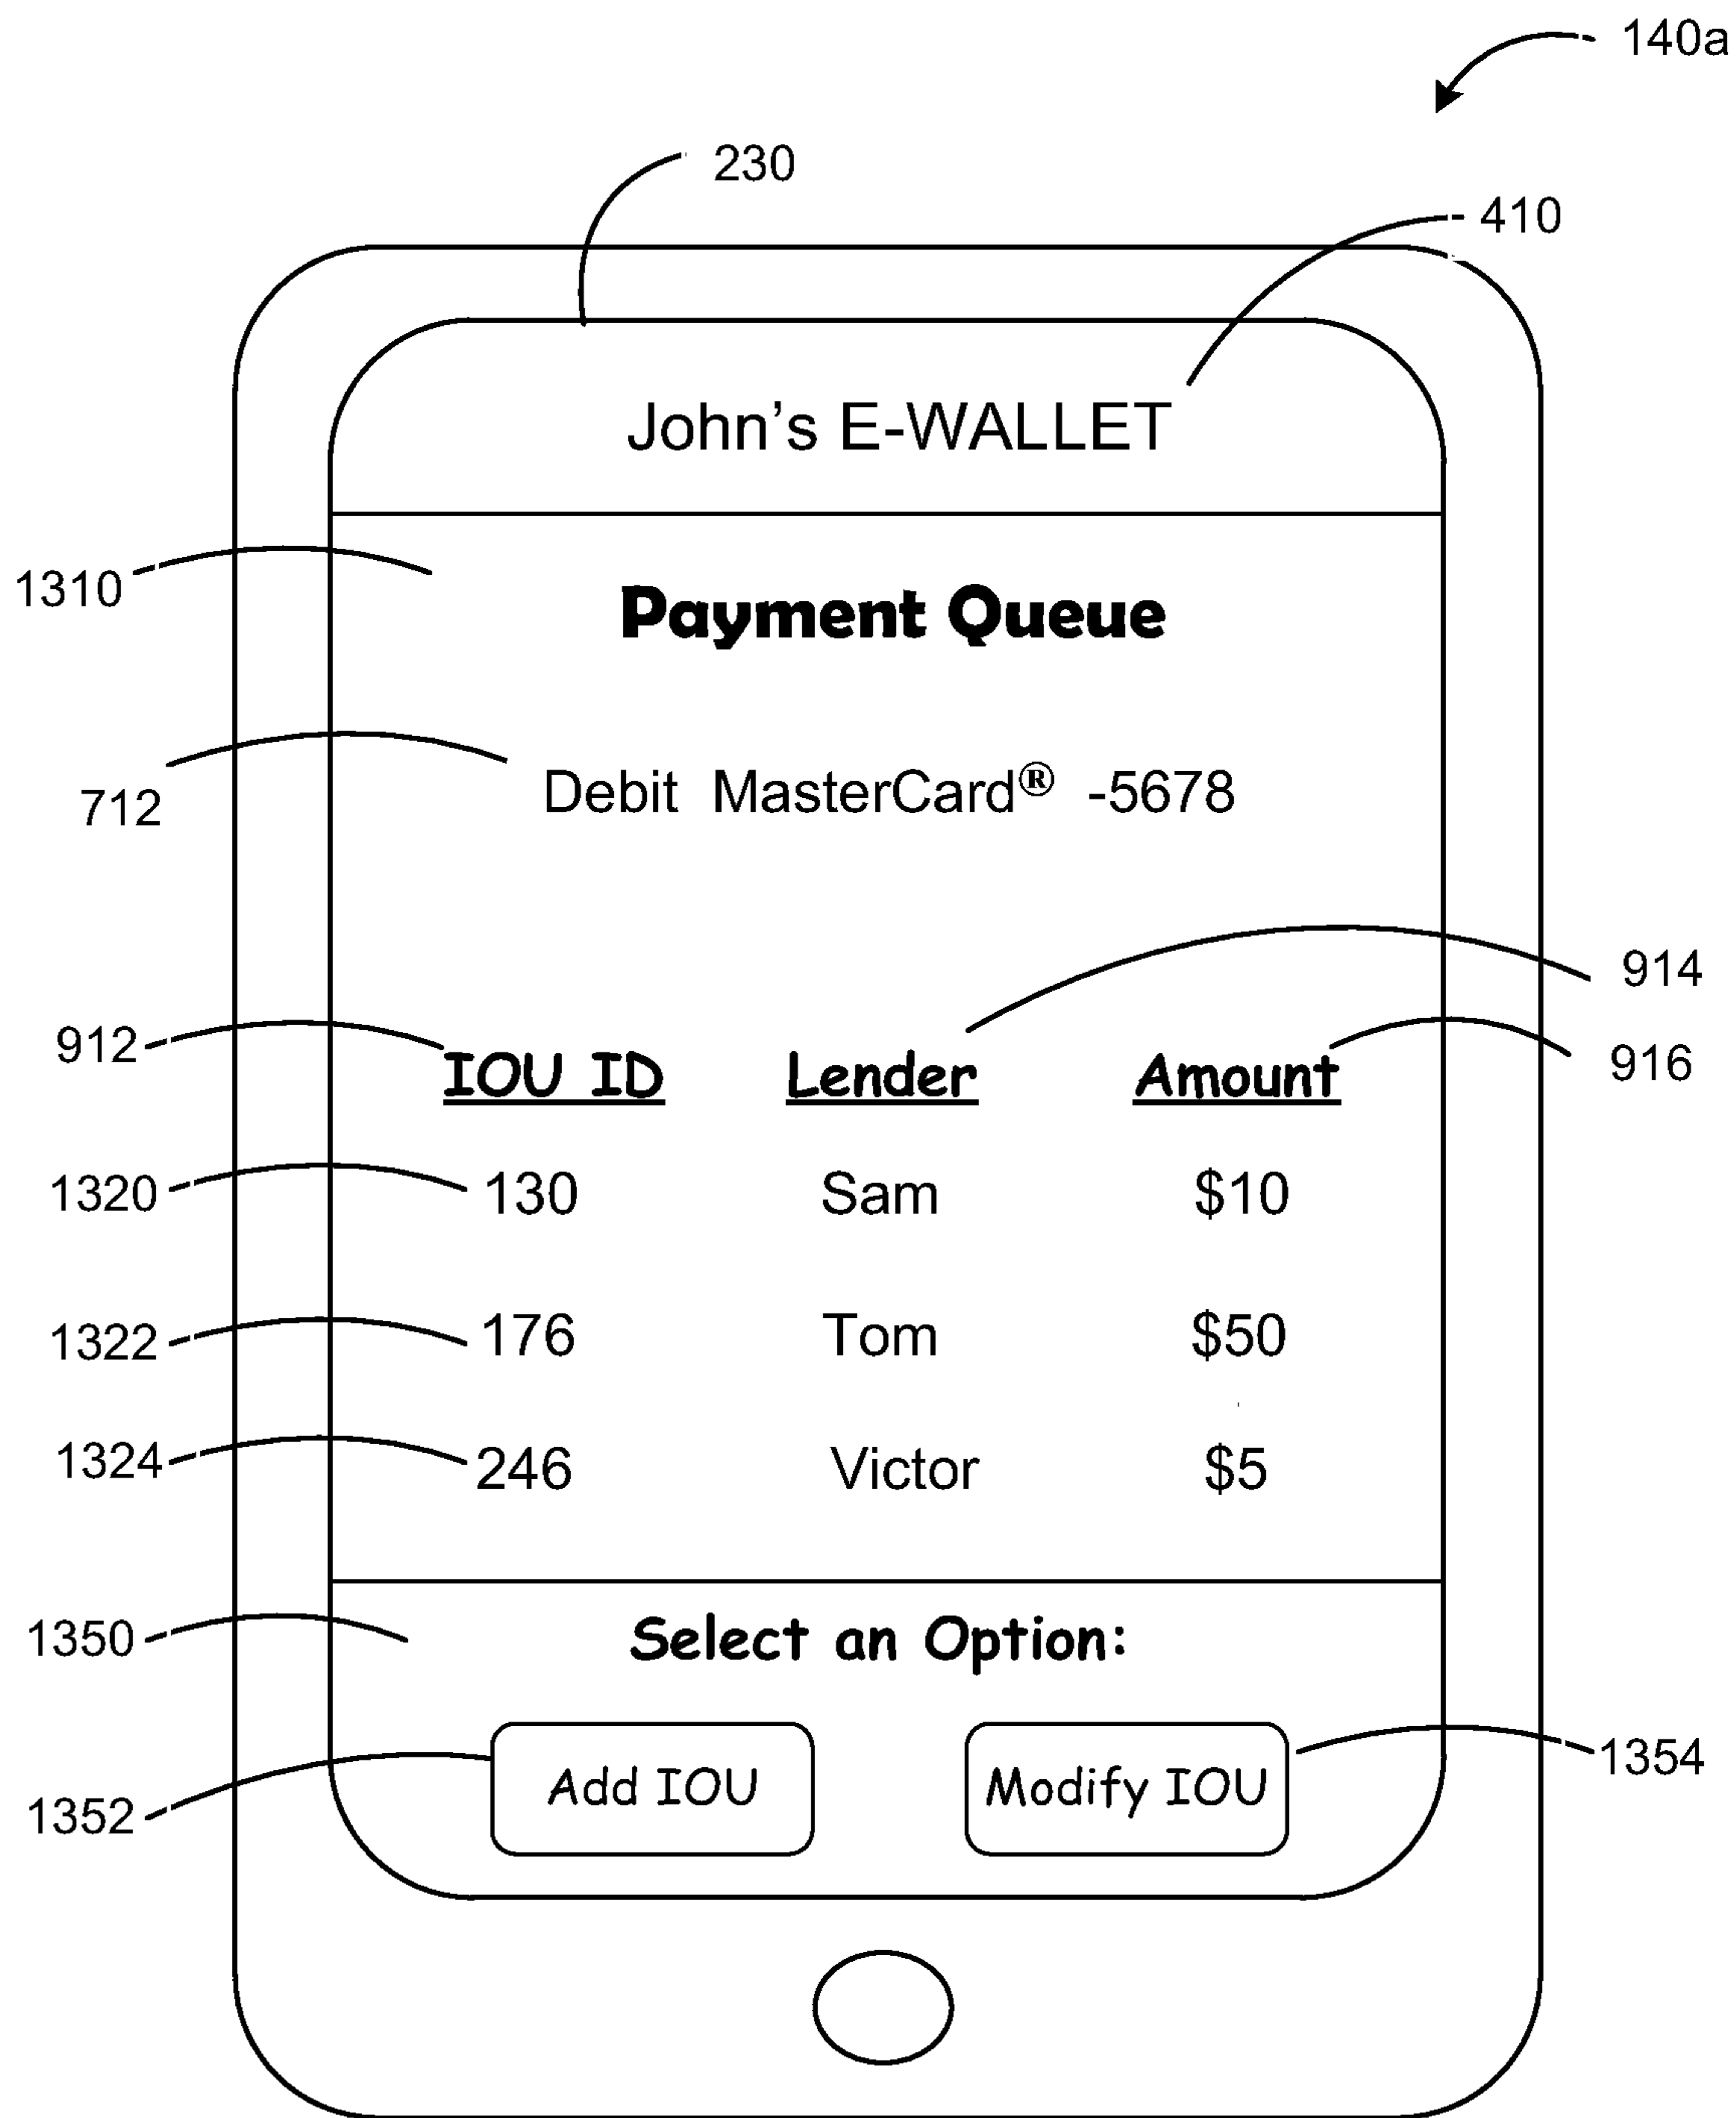 140a
230
410
John's E-WALLET
1310
Payment Queue
712
Debit MasterCard® -5678
914
912 IOU ID Lender Amount 916
1320 130 Sam $10
1322 176 Tom $50
1324 246 Victor $5
1350 Select an Option:
1352 Add IOU Modify IOU 1354